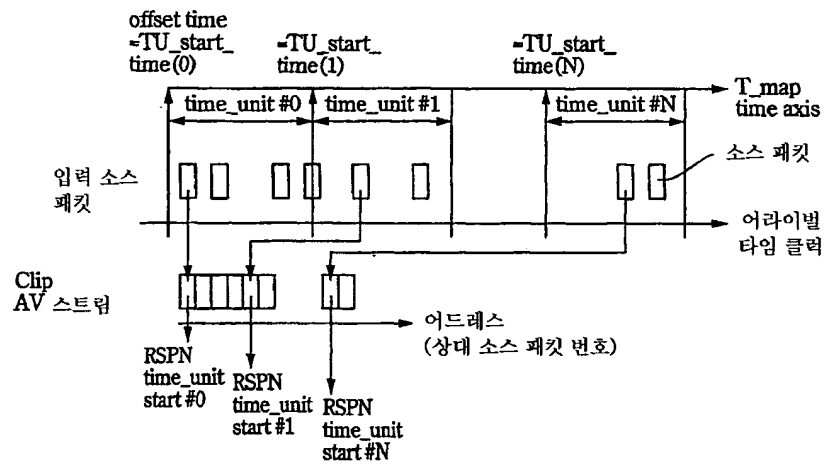 offset time
=TU_start_
time(0)
=TU_start_
time(1)
=TU_start_
time(N)
T_map
time axis
time_unit #0
time_unit #1
time_unit #N
소스 패킷
입력 소스
패킷
어라이벌
타임 클럭
Clip
AV 스트림
어드레스
(상대 소스 패킷 번호)
RSPN
time_unit
start #0
RSPN
time_unit
start #1
RSPN
time_unit
start #N